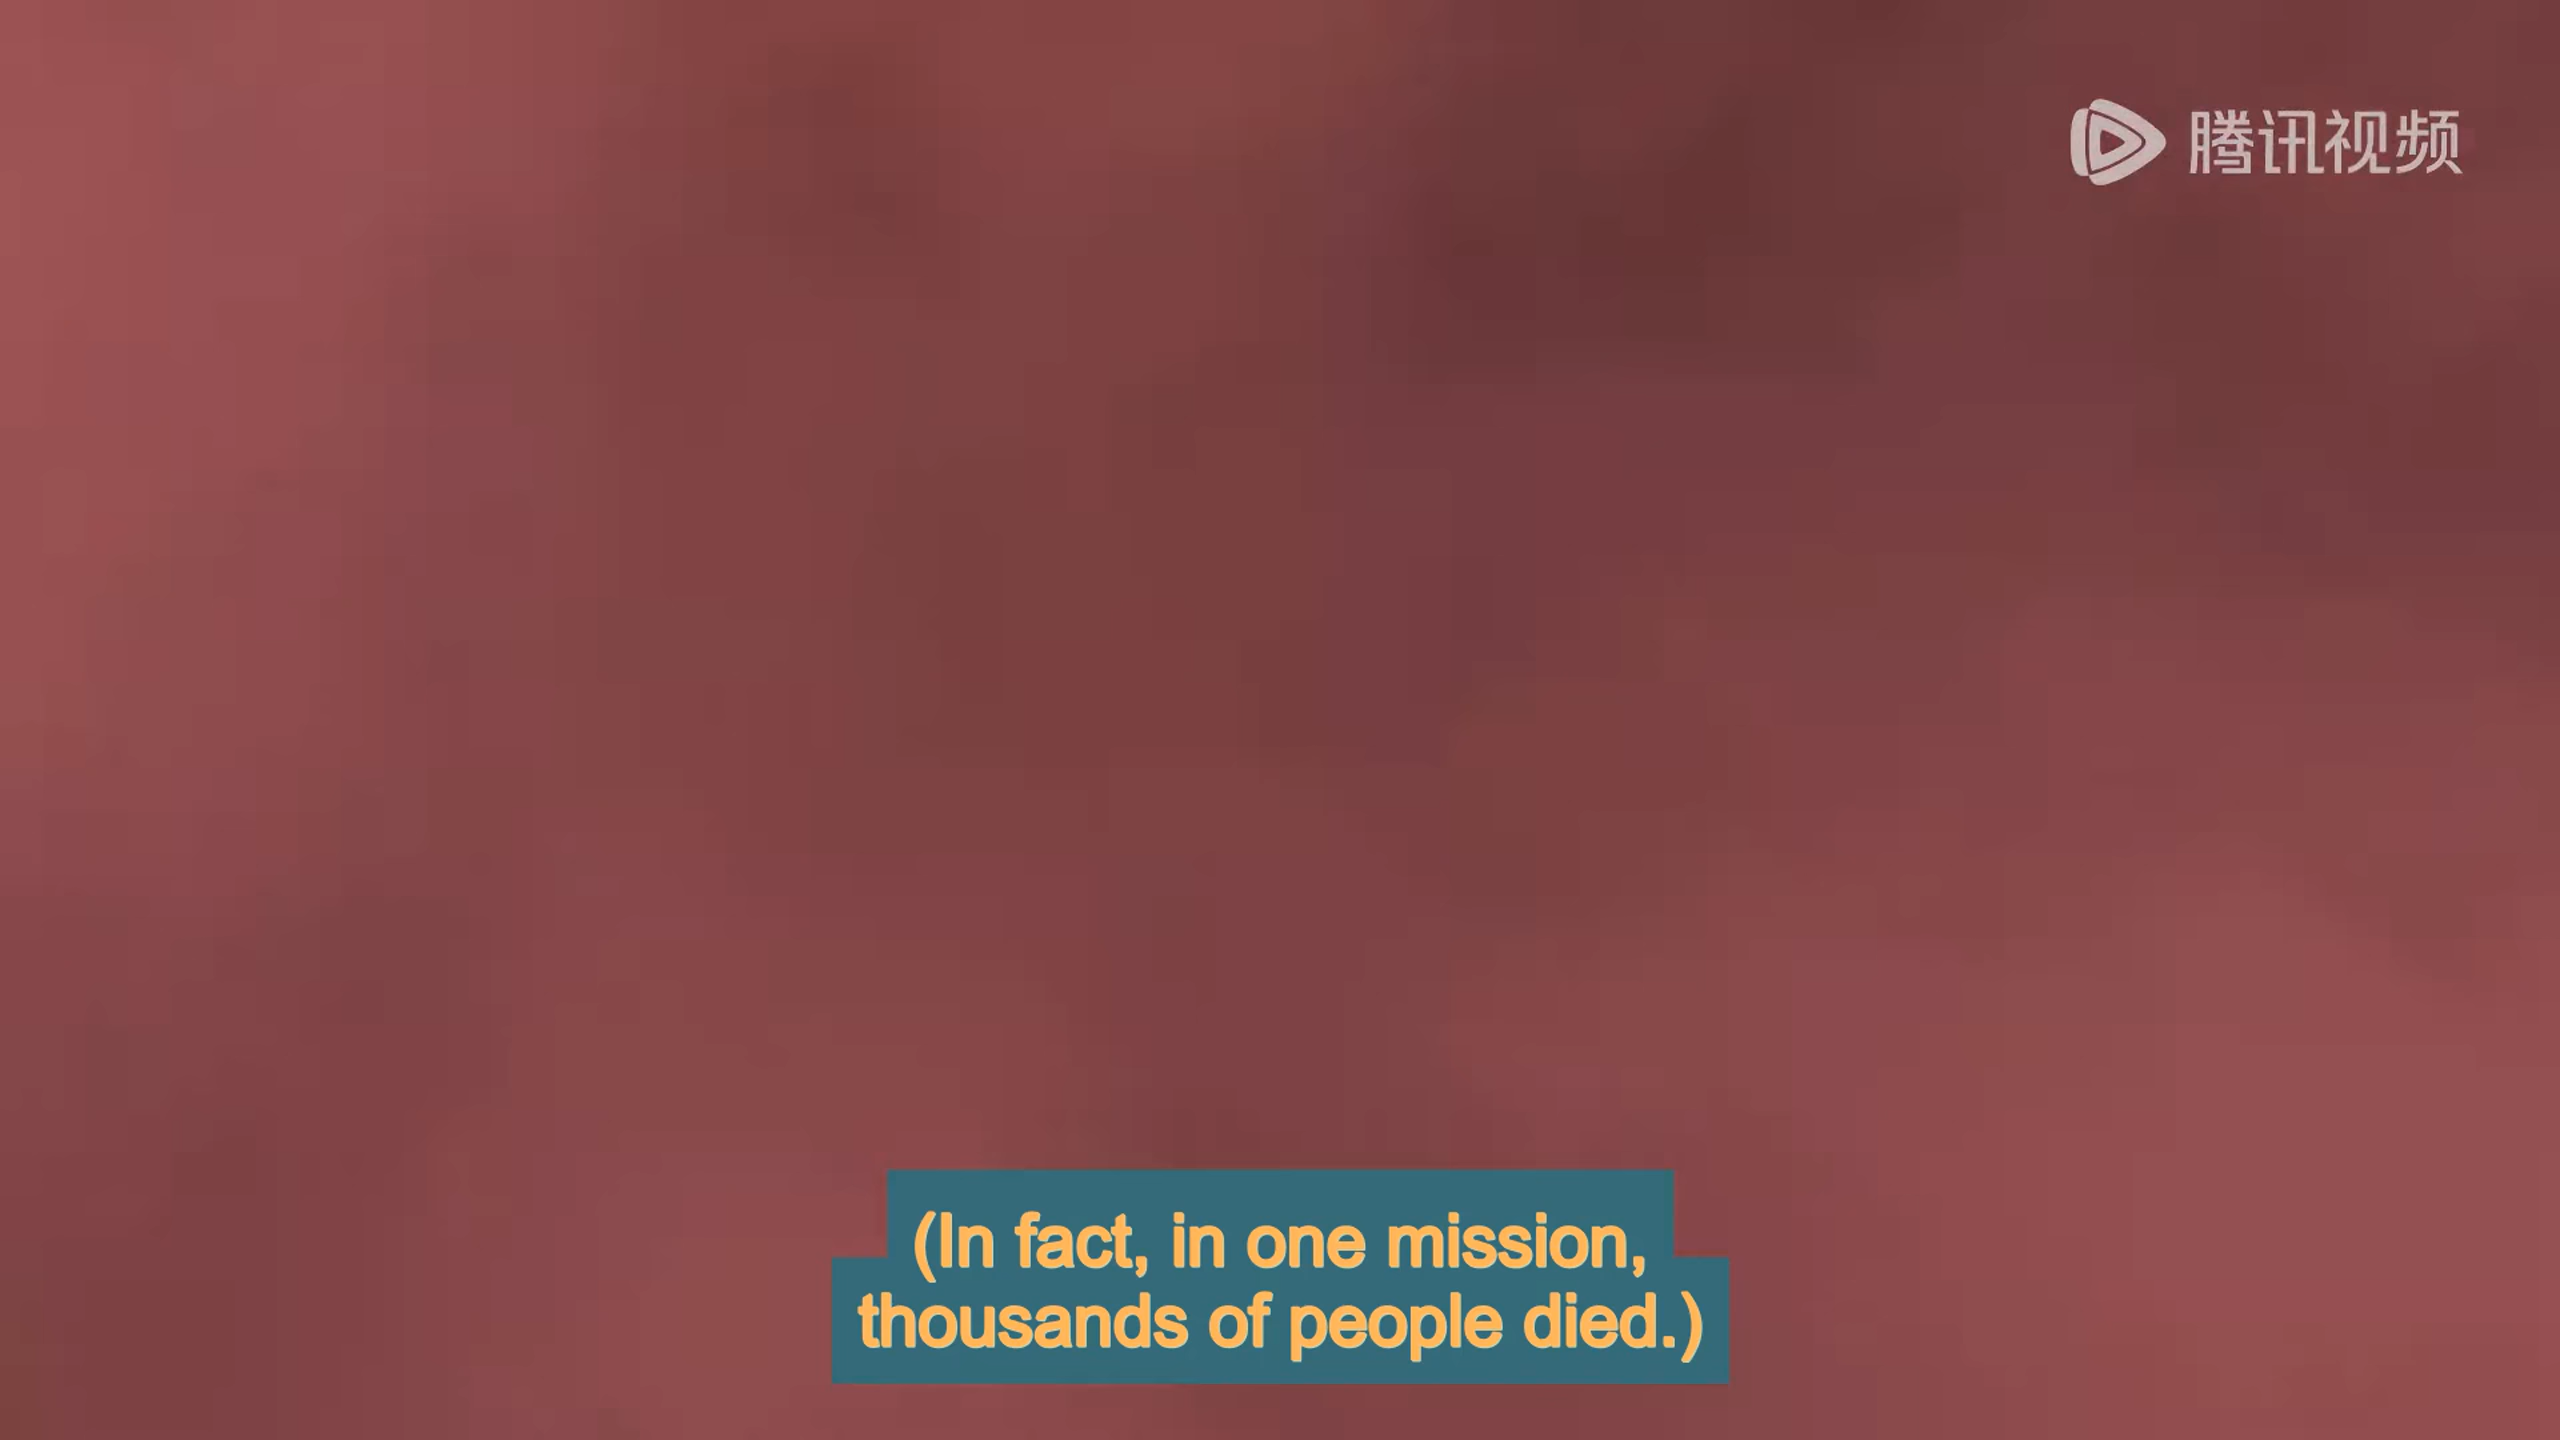 腾讯视频
(In fact, in one mission,
thousands of people died.)